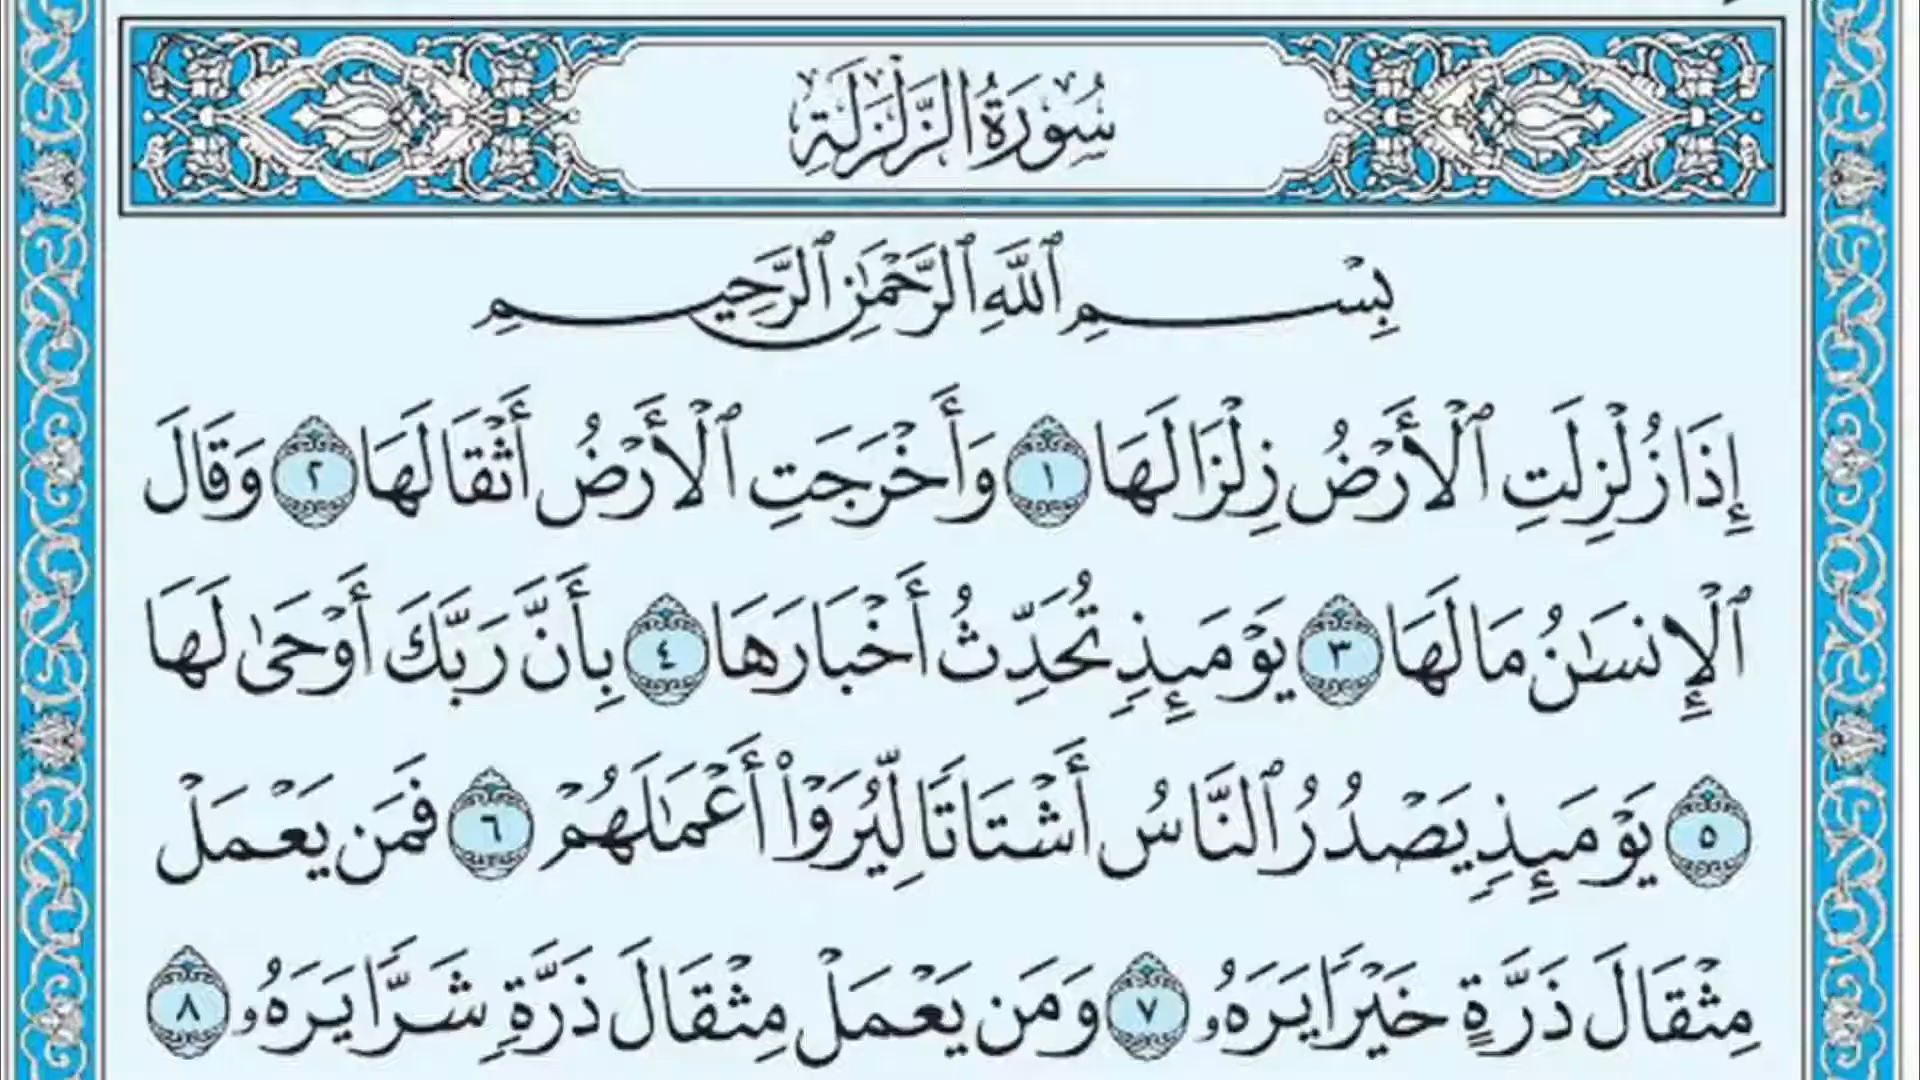 سُورَةُ الزَّلْزَلَةِ
بِسْمِ ٱللَّهِ ٱلرَّحْمَٰنِ ٱلرَّحِيمِ
إِذَا زُلْزِلَتِ ٱلْأَرْضُ زِلْزَالَهَا ١ وَأَخْرَجَتِ ٱلْأَرْضُ أَثْقَالَهَا ٢ وَقَالَ
ٱلْإِنسَٰنُ مَا لَهَا ٣ يَوْمَئِذٍ تُحَدِّثُ أَخْبَارَهَا ٤ بِأَنَّ رَبَّكَ أَوْحَىٰ لَهَا
٥ يَوْمَئِذٍ يَصْدُرُ ٱلنَّاسُ أَشْتَاتًا لِّيُرَوْا۟ أَعْمَٰلَهُمْ ٦ فَمَن يَعْمَلْ
مِثْقَالَ ذَرَّةٍ خَيْرًا يَرَهُۥ ٧ وَمَن يَعْمَلْ مِثْقَالَ ذَرَّةٍ شَرًّا يَرَهُۥ ٨